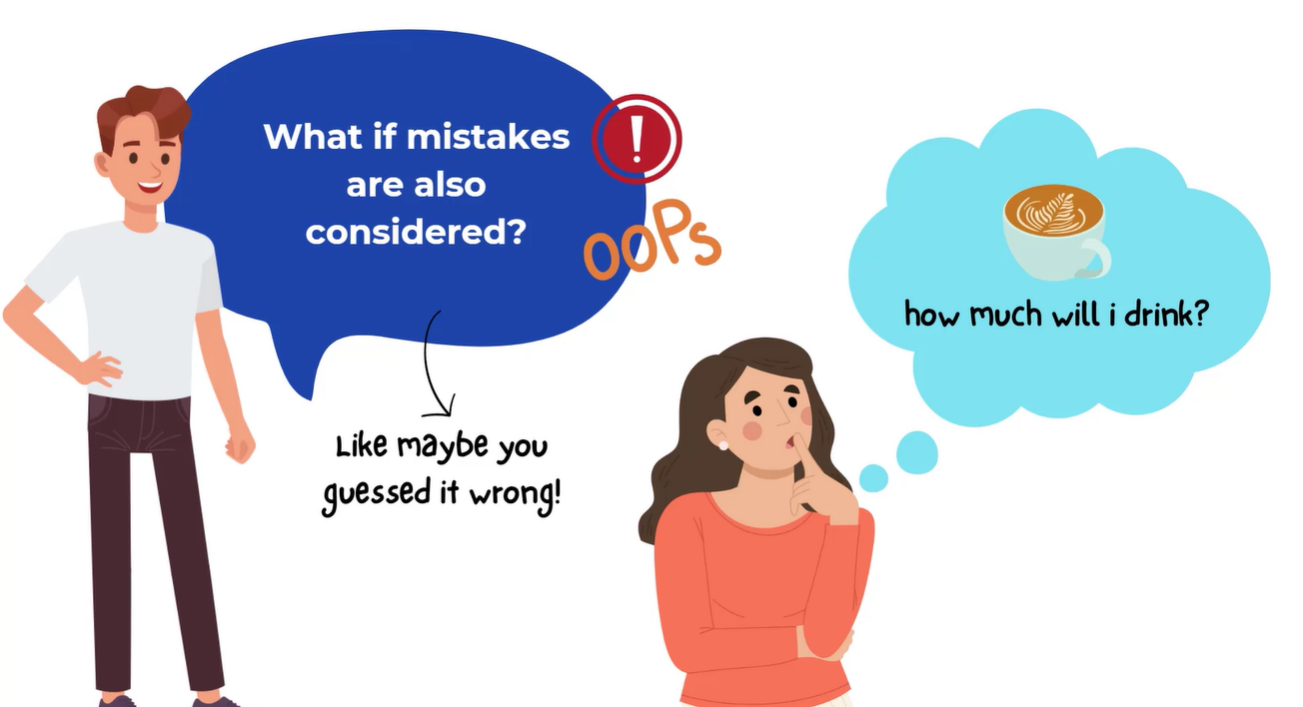 What if mistakes
are also
considered?
!
OOPs
Like maybe you
guessed it wrong!
how much will i drink?